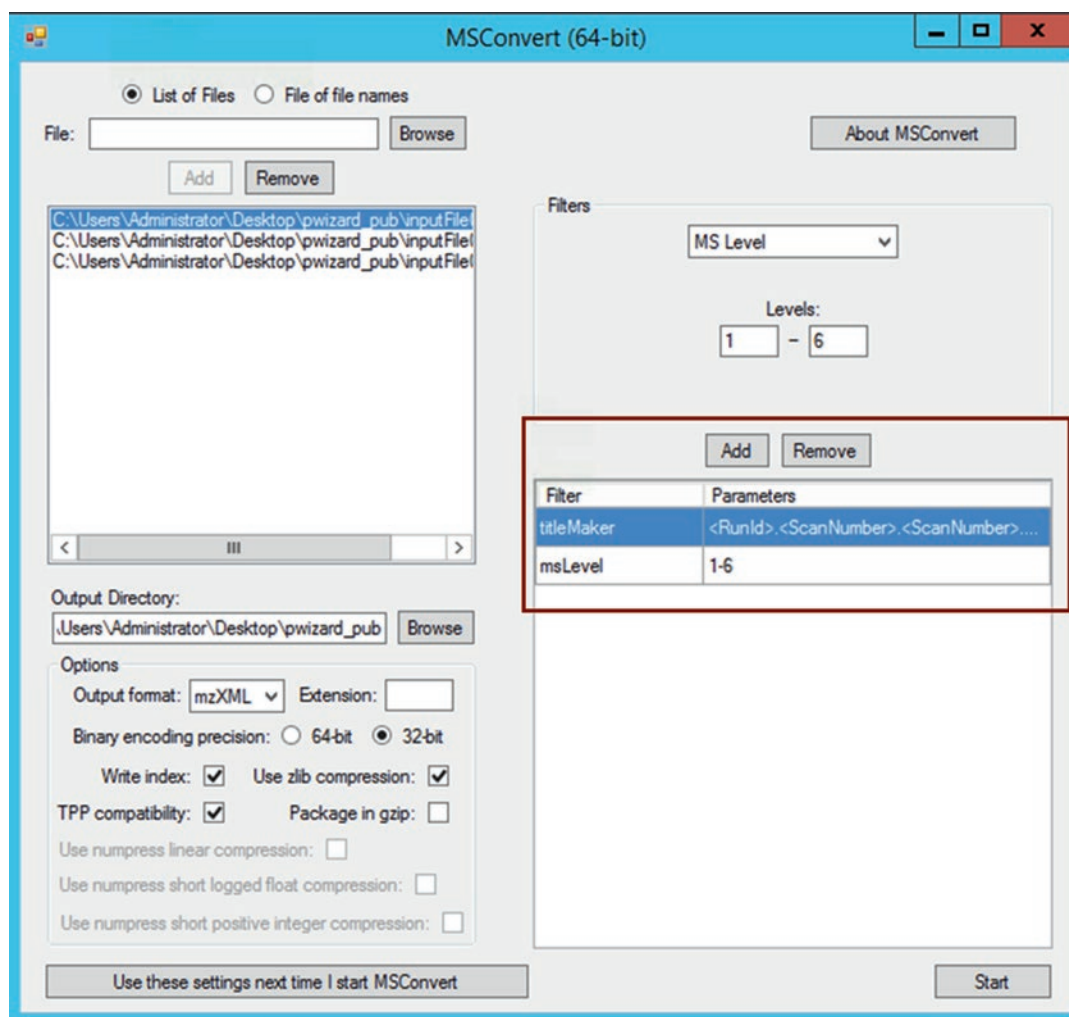 MSConvert (64-bit)
List of Files File of file names
File: Browse
About MSConvert
Add Remove
C:\Users\Administrator\Desktop\pwizard_pub\inputFile
C:\Users\Administrator\Desktop\pwizard_pub\inputFile
C:\Users\Administrator\Desktop\pwizard_pub\inputFile
Filters
MS Level
Levels:
1 – 6
Add Remove
Filter Parameters
titleMaker <RunId>.<ScanNumber>.<ScanNumber>....
msLevel 1-6
Output Directory:
\Users\Administrator\Desktop\pwizard_pub Browse
Options
Output format: mzXML Extension:
Binary encoding precision: 64-bit 32-bit
Write index: Use zlib compression:
TPP compatibility: Package in gzip:
Use numpress linear compression:
Use numpress short logged float compression:
Use numpress short positive integer compression:
Use these settings next time I start MSConvert
Start